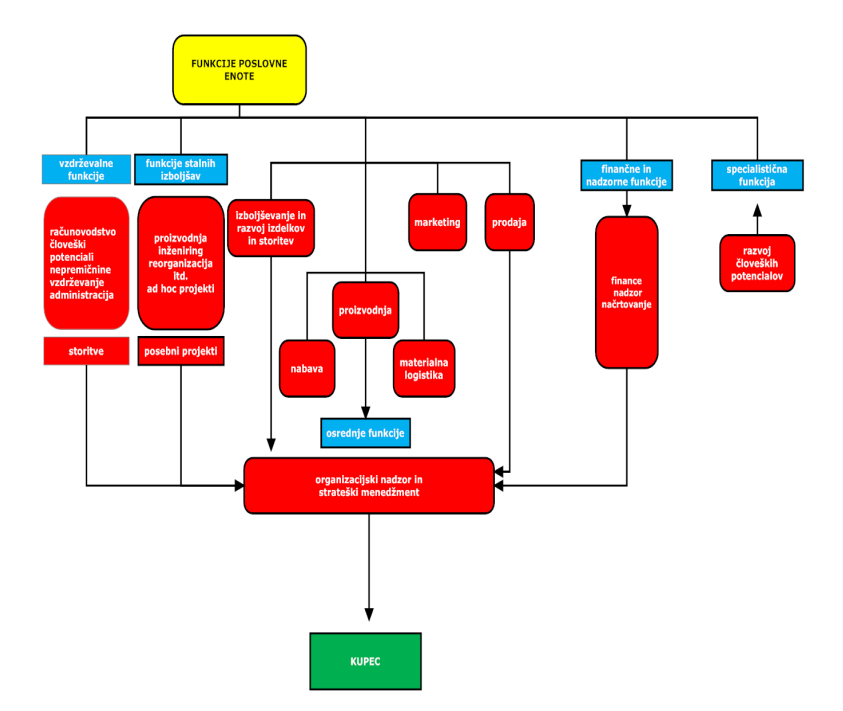 FUNKCIJE POSLOVNE
ENOTE
vzdrževalne
funkcije
funkcije stalnih
izboljšav
finančne in
nadzorne funkcije
specialistična
funkcija
računovodstvo
človeški
potenciali
nepremičnine
vzdrževanje
administracija
proizvodnja
inženiring
reorganizacija
itd.
ad hoc projekti
izboljševanje in
razvoj izdelkov
in storitev
marketing
prodaja
finance
nadzor
načrtovanje
razvoj
človeških
potencialov
proizvodnja
nabava
materialna
logistika
storitve
posebni projekti
osrednje funkcije
organizacijski nadzor in
strateški menedžment
KUPEC